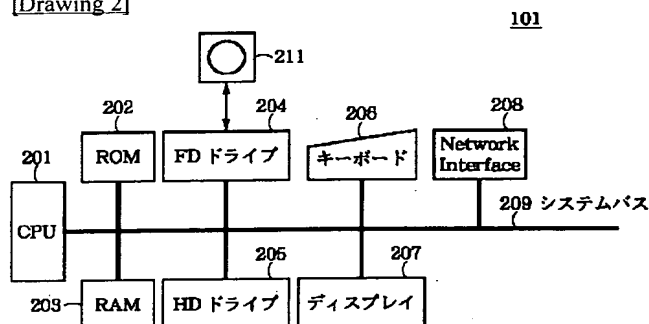 [Drawing 2]
101
211
202
204
206
208
201
ROM
FD ドライブ
キーボード
Network
Interface
209 システムバス
CPU
205
207
203
RAM
HD ドライブ
ディスプレイ